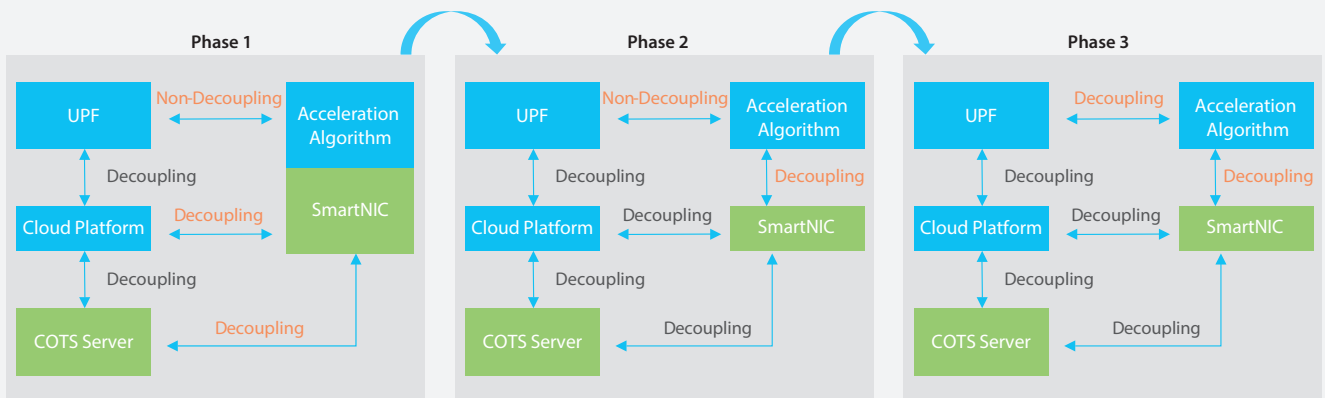 Phase 1
UPF
Non-Decoupling
Acceleration
Algorithm
Decoupling
SmartNIC
Cloud Platform
Decoupling
Decoupling
COTS Server
Decoupling
Phase 2
UPF
Non-Decoupling
Acceleration
Algorithm
Decoupling
Decoupling
Cloud Platform
Decoupling
SmartNIC
Decoupling
COTS Server
Decoupling
Phase 3
UPF
Decoupling
Acceleration
Algorithm
Decoupling
Decoupling
Cloud Platform
Decoupling
SmartNIC
Decoupling
COTS Server
Decoupling